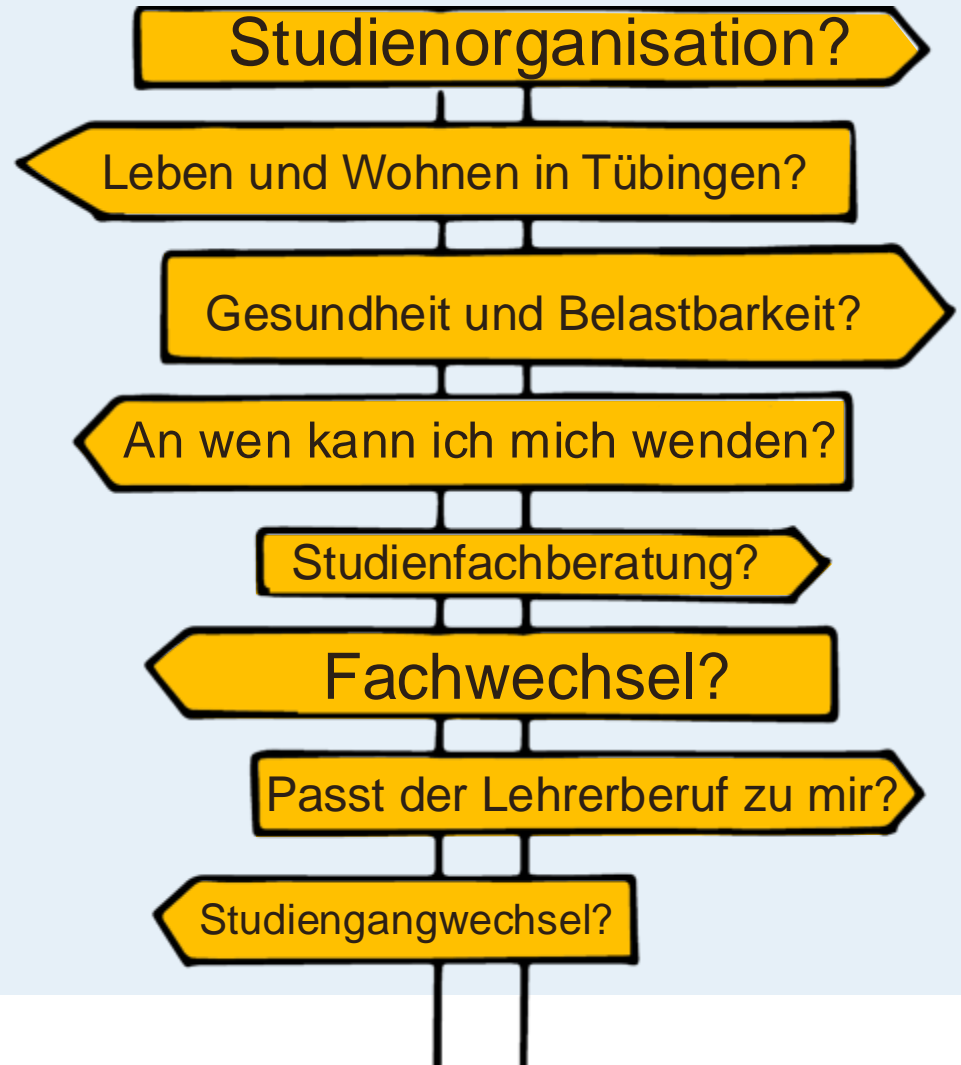 Studienorganisation?
Leben und Wohnen in Tübingen?
Gesundheit und Belastbarkeit?
An wen kann ich mich wenden?
Studienfachberatung?
Fachwechsel?
Passt der Lehrerberuf zu mir?
Studiengangwechsel?